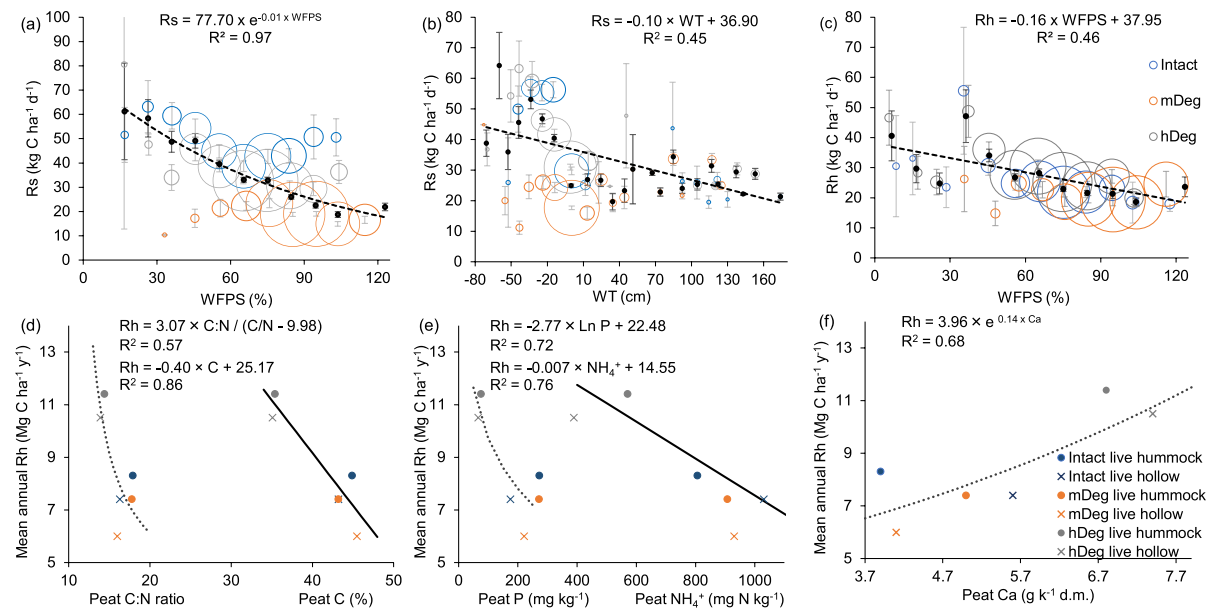 (a)
Rs = 77.70 x e-0.01 x WFPS
R² = 0.97
100
90
80
70
60
50
40
30
20
10
0
Rs (kg C ha⁻¹ d⁻¹)
0 30 60 90 120
WFPS (%)
(b)
Rs = -0.10 × WT + 36.90
R² = 0.45
80
70
60
50
40
30
20
10
0
Rs (kg C ha⁻¹ d⁻¹)
-80 -50 -20 10 40 70 100 130 160
WT (cm)
(c)
Rh = -0.16 x WFPS + 37.95
R² = 0.46
80
70
60
50
40
30
20
10
0
Rh (kg C ha⁻¹ d⁻¹)
0 30 60 90 120
WFPS (%)
Intact
mDeg
hDeg
(d)
Rh = 3.07 × C:N / (C/N - 9.98)
R² = 0.57
Rh = -0.40 × C + 25.17
R² = 0.86
13
11
9
7
5
Mean annual Rh (Mg C ha⁻¹ y⁻¹)
10 20 30 40 50
Peat C:N ratio Peat C (%)
(e)
Rh = -2.77 × Ln P + 22.48
R² = 0.72
Rh = -0.007 × NH₄⁺ + 14.55
R² = 0.76
13
11
9
7
5
Mean annual Rh (Mg C ha⁻¹ y⁻¹)
0 200 400 600 800 1000
Peat P (mg kg⁻¹) Peat NH₄⁺ (mg N kg⁻¹)
(f)
Rh = 3.96 × e 0.14 x Ca
R² = 0.68
13
11
9
7
5
Mean annual Rh (Mg C ha⁻¹ y⁻¹)
3.7 4.7 5.7 6.7 7.7
Peat Ca (g k⁻¹ d.m.)
Intact live hummock
Intact live hollow
mDeg live hummock
mDeg live hollow
hDeg live hummock
hDeg live hollow